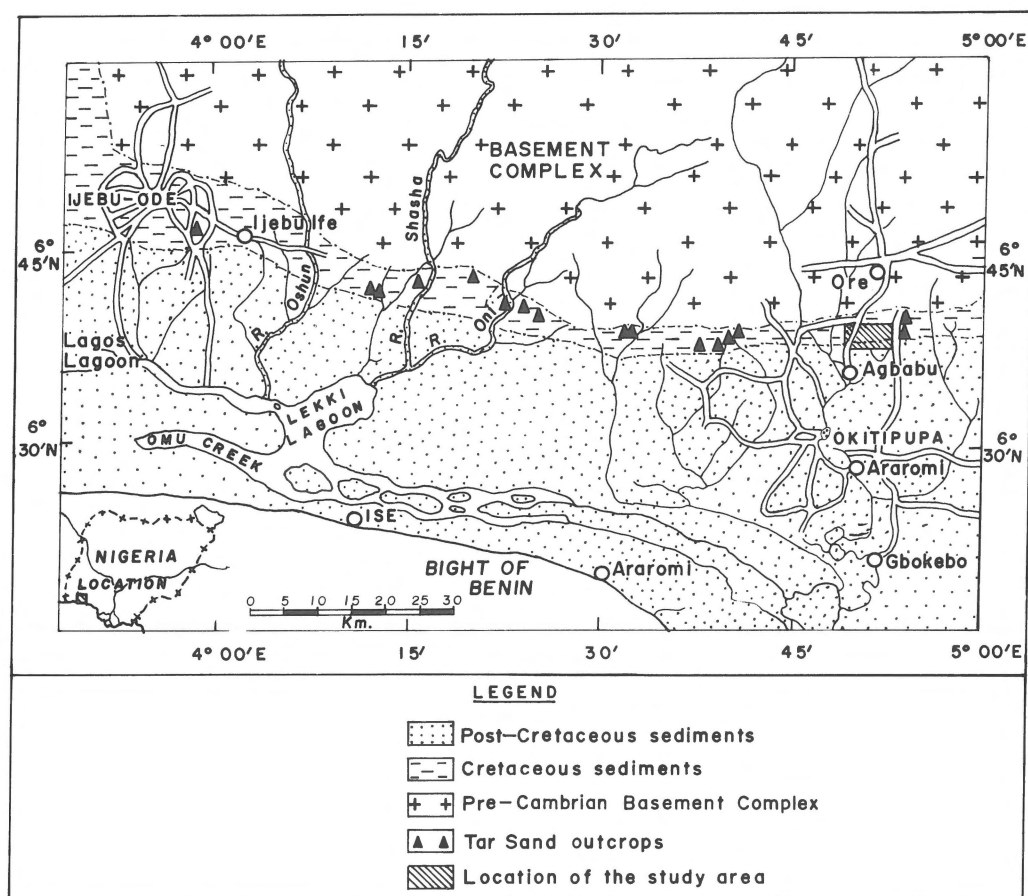 4° 00'E 15' 30' 45' 5° 00'E
BASEMENT
COMPLEX
IJEBU-ODE
Ijebu Ife
Shasha
6°
45'N
6°
45'N
Ore
R. Oshun
R.
R. Oni
Lagos
Lagoon
Agbabu
LEKKI
LAGOON
6°
30'N
OMU CREEK
OKITIPUPA
6°
30'N
Araromi
ISE
NIGERIA
LOCATION
BIGHT OF
BENIN
Araromi
Gbokebo
0 5 10 15 20 25 30
Km.
4° 00'E 15' 30' 45' 5° 00'E
LEGEND
Post-Cretaceous sediments
Cretaceous sediments
Pre-Cambrian Basement Complex
Tar Sand outcrops
Location of the study area